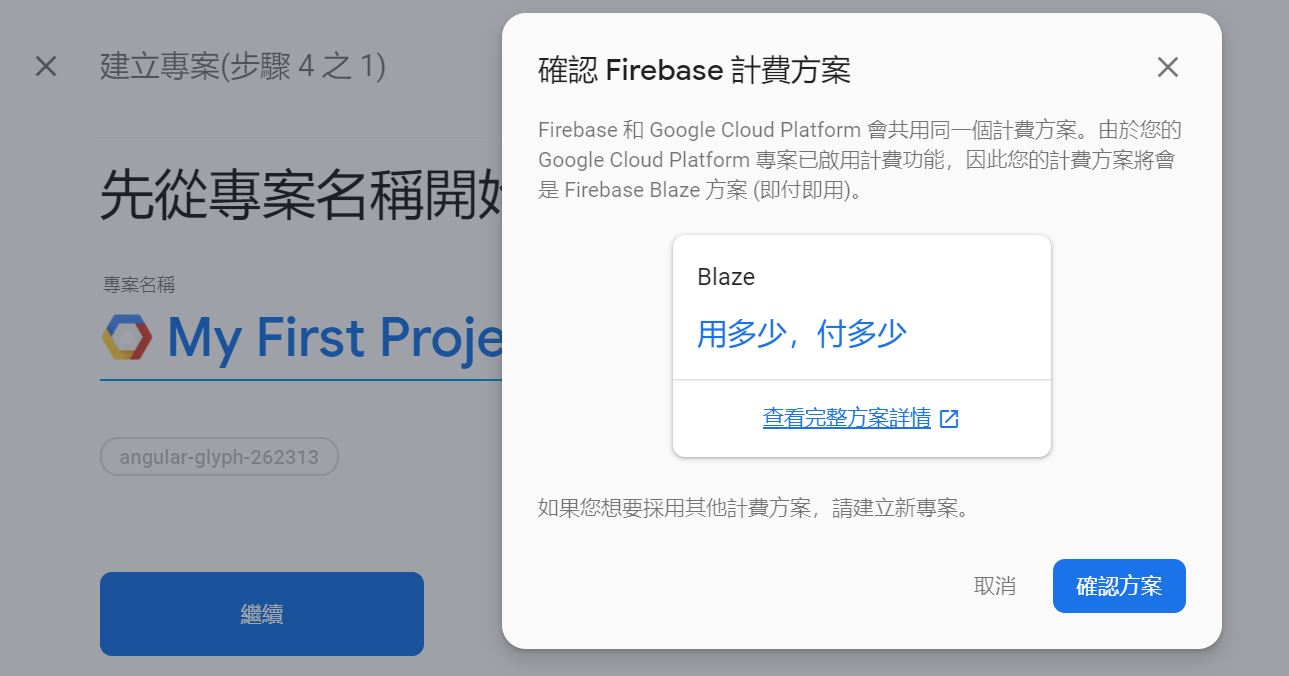 建立專案(步驟 4 之 1)
先從專案名稱開始
專案名稱
My First Proje
angular-glyph-262313
繼續
確認 Firebase 計費方案
Firebase 和 Google Cloud Platform 會共用同一個計費方案。由於您的
Google Cloud Platform 專案已啟用計費功能，因此您的計費方案將會
是 Firebase Blaze 方案 (即付即用)。
Blaze
用多少，付多少
查看完整方案詳情
如果您想要採用其他計費方案，請建立新專案。
取消
確認方案